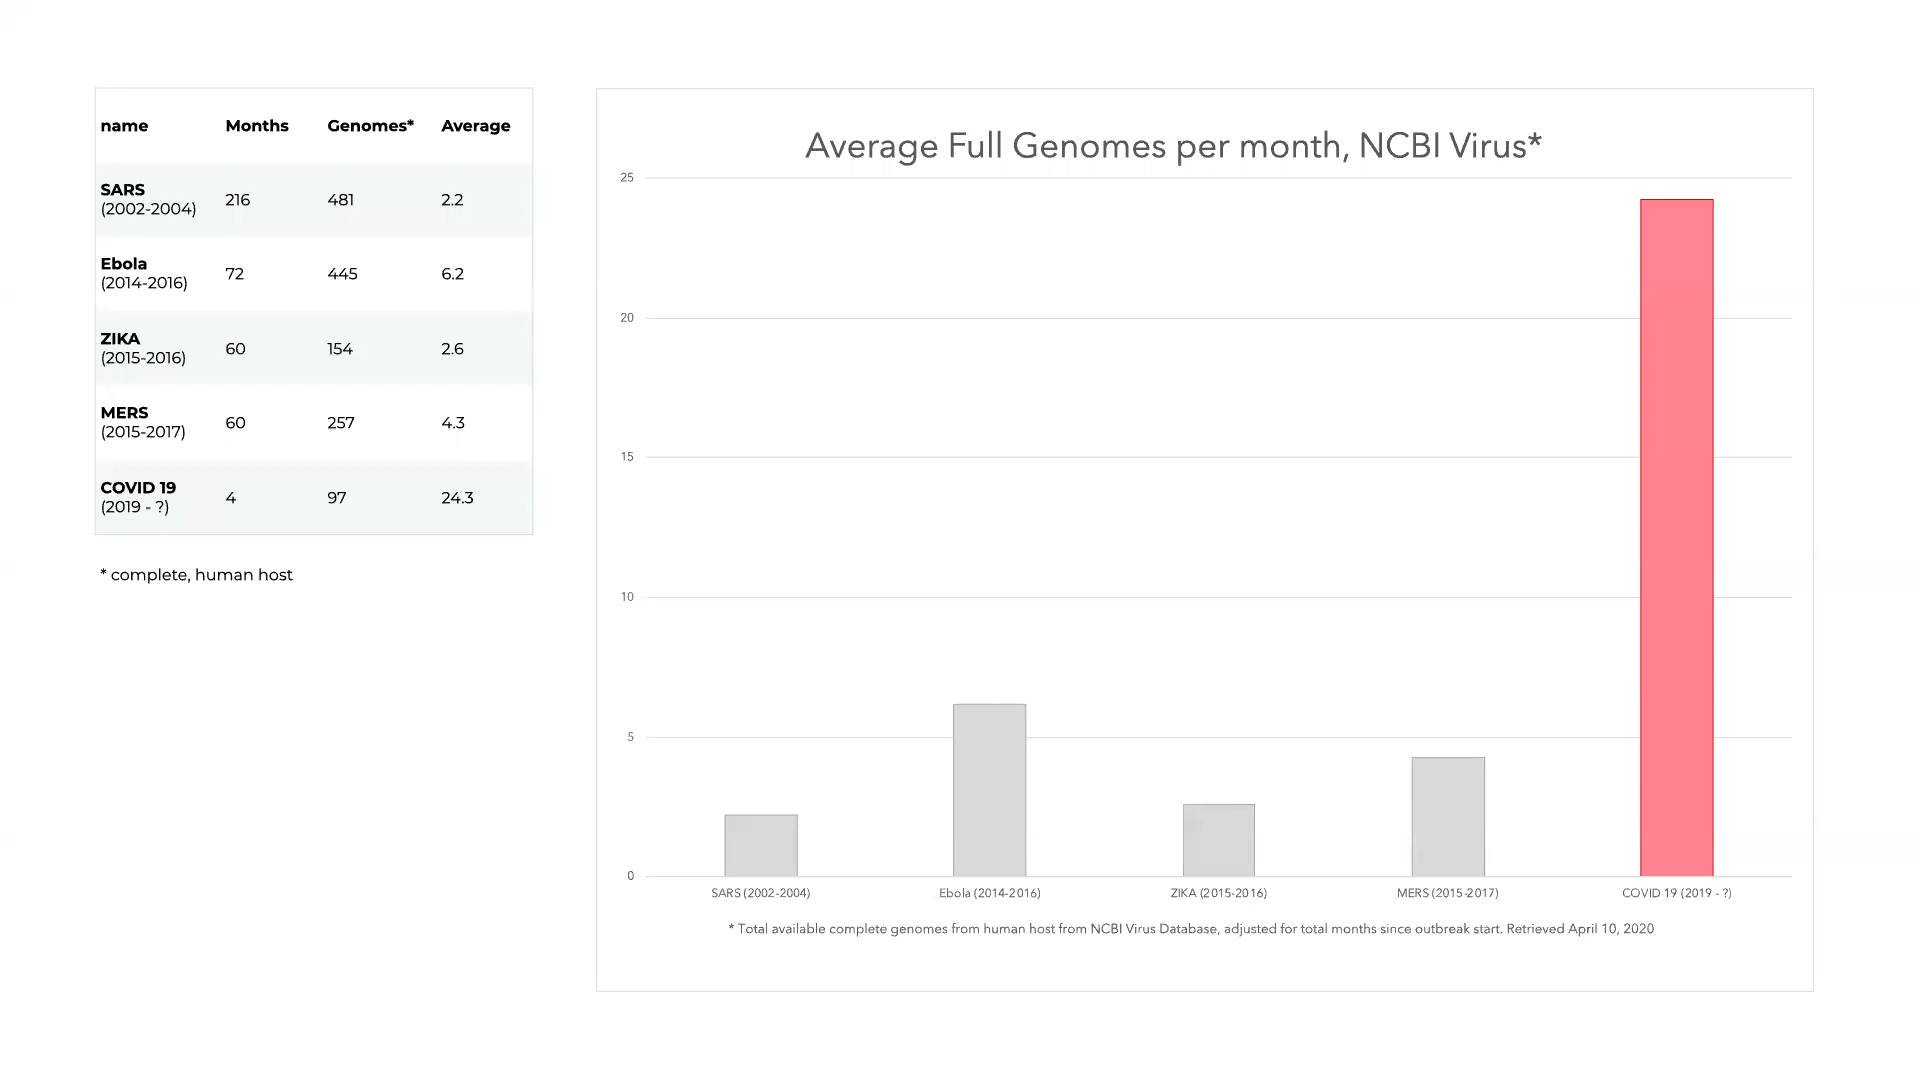 name Months Genomes* Average
SARS
(2002-2004) 216 481 2.2
Ebola
(2014-2016) 72 445 6.2
ZIKA
(2015-2016) 60 154 2.6
MERS
(2015-2017) 60 257 4.3
COVID 19
(2019 - ?) 4 97 24.3
* complete, human host
Average Full Genomes per month, NCBI Virus*
25
20
15
10
5
0
SARS (2002-2004) Ebola (2014-2016) ZIKA (2015-2016) MERS (2015-2017) COVID 19 (2019 - ?)
* Total available complete genomes from human host from NCBI Virus Database, adjusted for total months since outbreak start. Retrieved April 10, 2020